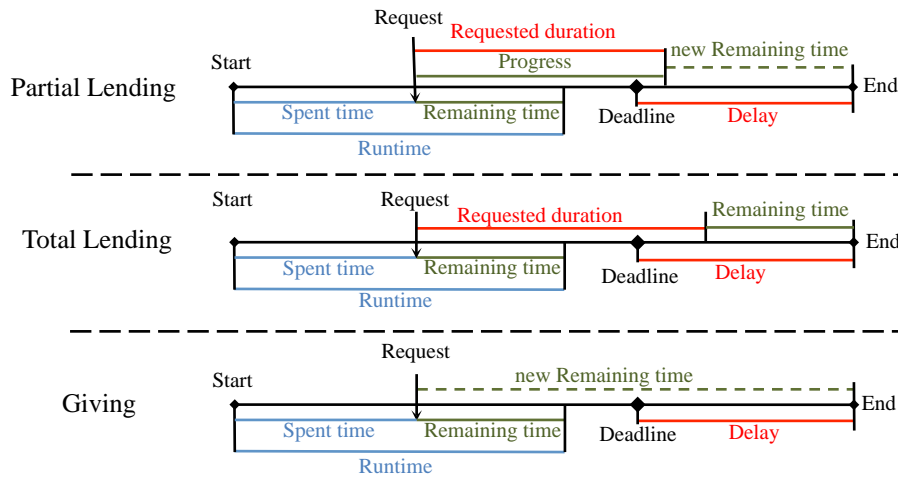 Request
Requested duration
new Remaining time
Start
Progress
Partial Lending
End
Spent time
Remaining time
Deadline
Delay
Runtime
Start
Request
Requested duration
Remaining time
Total Lending
End
Spent time
Remaining time
Deadline
Delay
Runtime
Request
Start
new Remaining time
Giving
End
Spent time
Remaining time
Deadline
Delay
Runtime